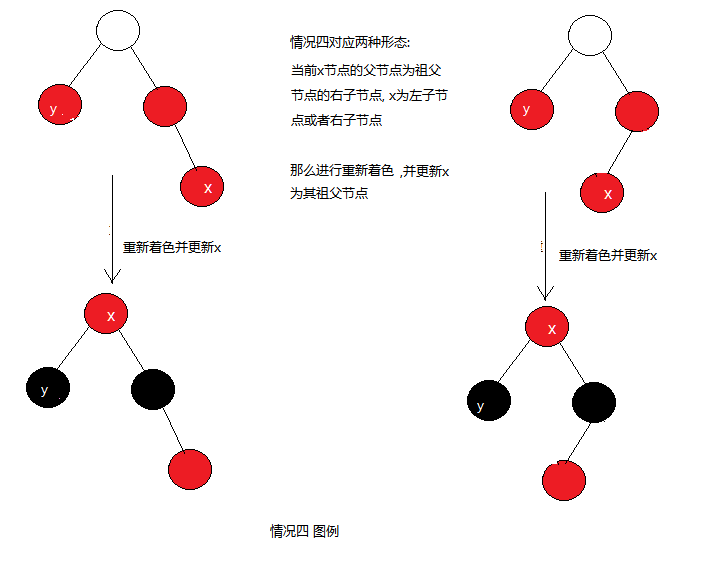 情况四对应两种形态:
当前x节点的父节点为祖父
节点的右子节点, x为左子节
点或者右子节点
那么进行重新着色 ,并更新x
为其祖父节点
y
x
y
x
重新着色并更新x
重新着色并更新x
x
y
x
y
情况四 图例